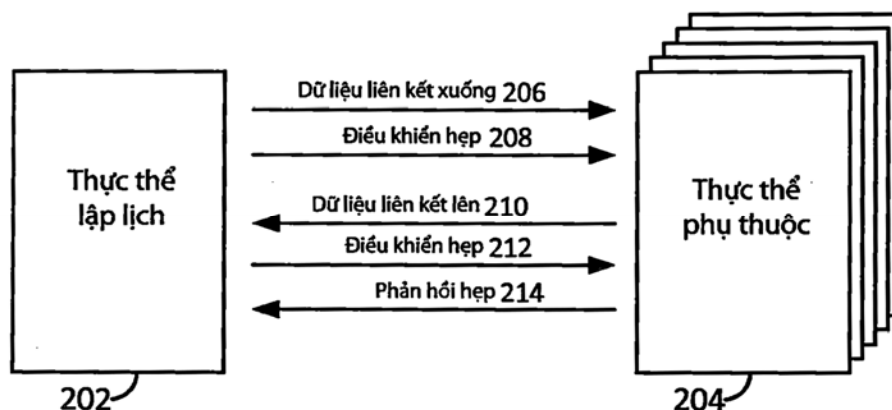 Dữ liệu liên kết xuống 206
Điều khiển hẹp 208
Thực thể
lập lịch
Thực thể
phụ thuộc
Dữ liệu liên kết lên 210
Điều khiển hẹp 212
Phản hồi hẹp 214
202
204